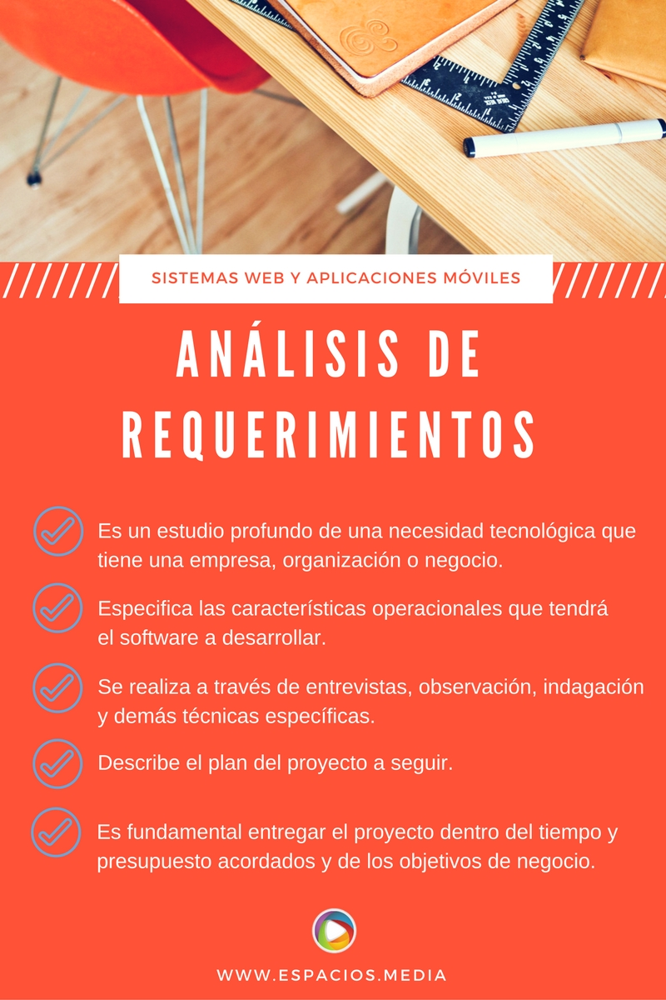 SISTEMAS WEB Y APLICACIONES MÓVILES
ANÁLISIS DE
REQUERIMIENTOS
Es un estudio profundo de una necesidad tecnológica que
tiene una empresa, organización o negocio.
Especifica las características operacionales que tendrá
el software a desarrollar.
Se realiza a través de entrevistas, observación, indagación
y demás técnicas específicas.
Describe el plan del proyecto a seguir.
Es fundamental entregar el proyecto dentro del tiempo y
presupuesto acordados y de los objetivos de negocio.
WWW.ESPACIOS.MEDIA